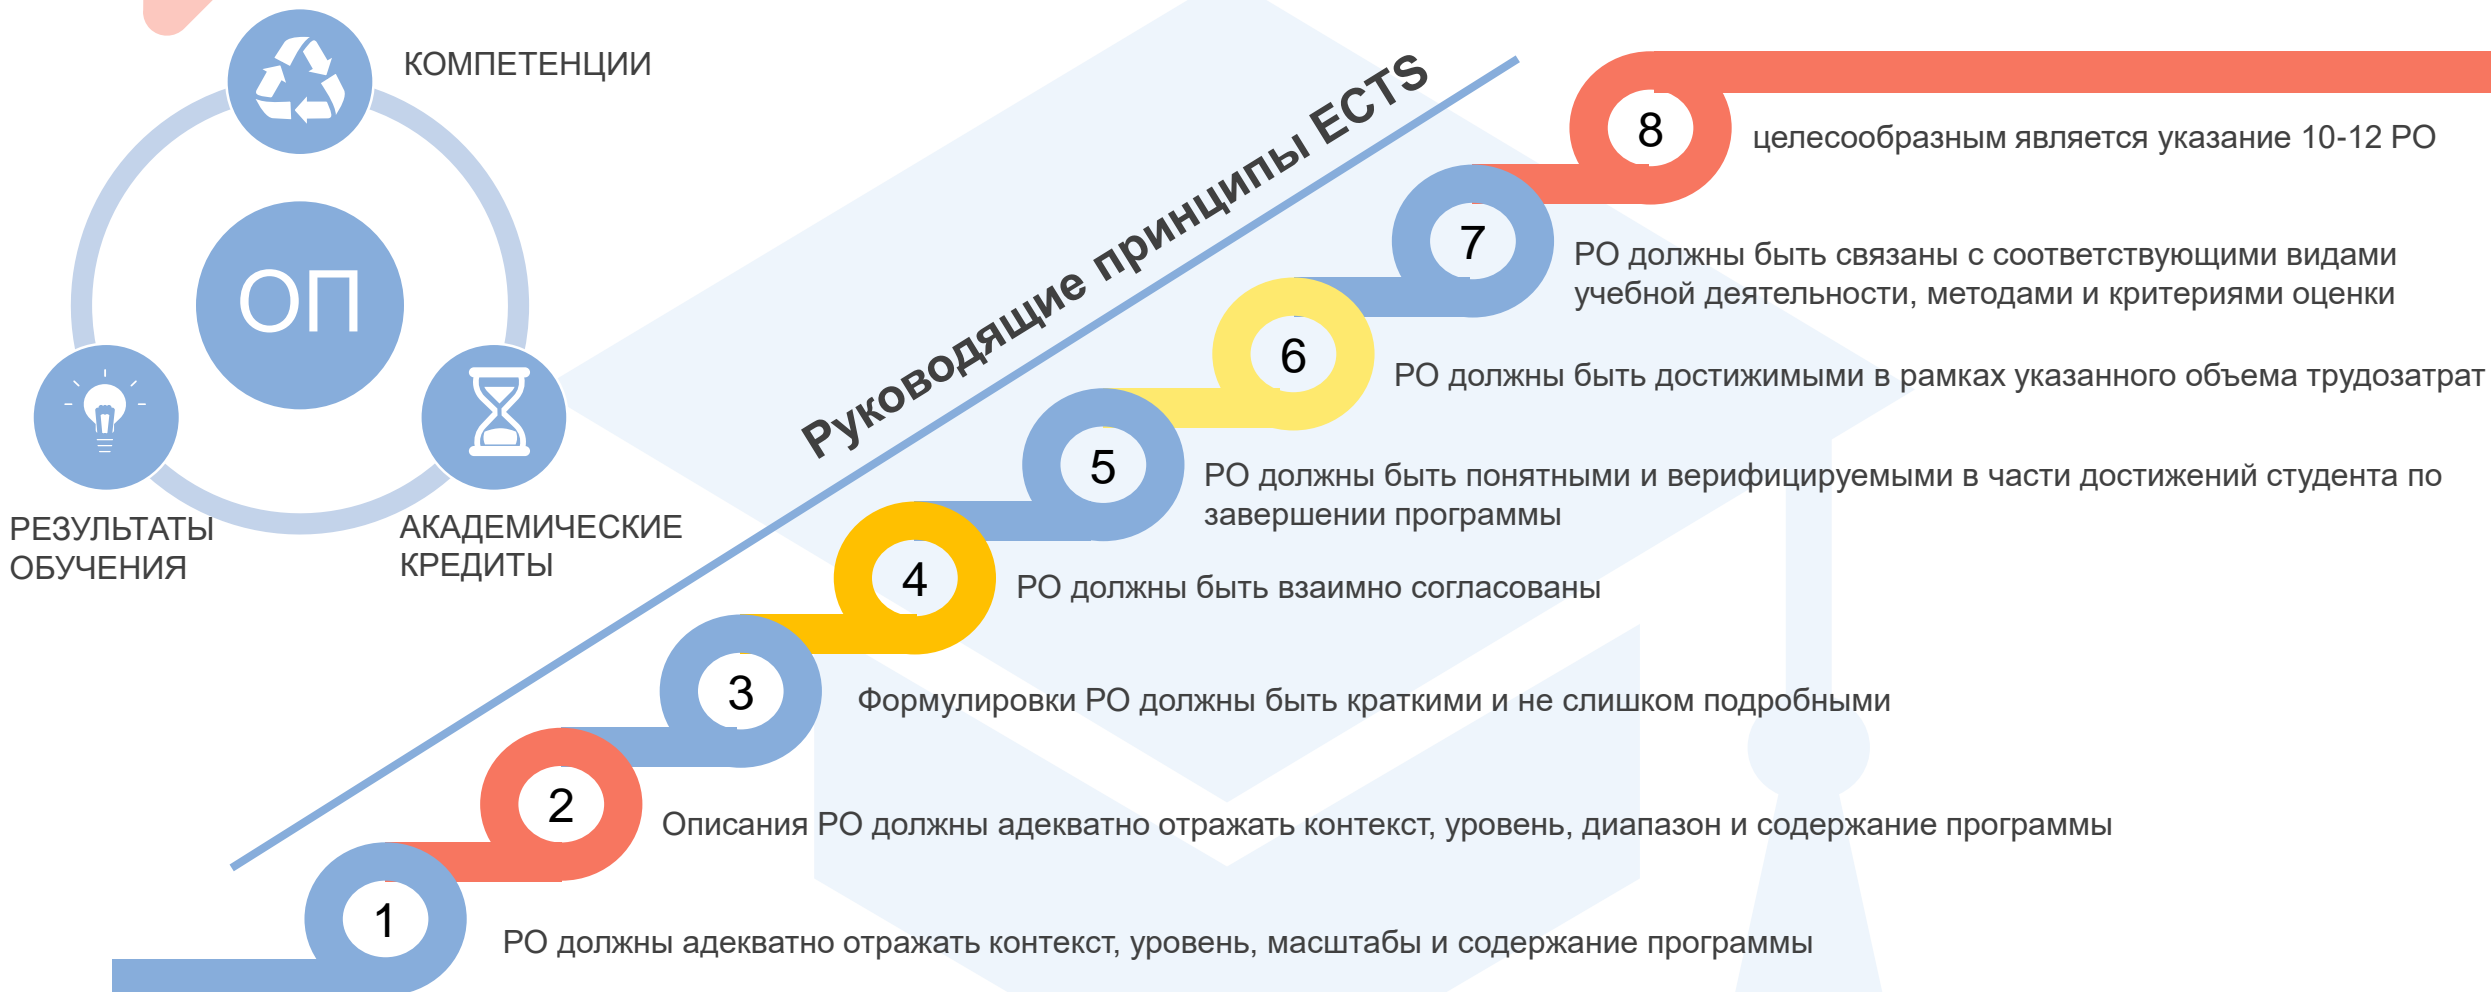 КОМПЕТЕНЦИИ
ОП
РЕЗУЛЬТАТЫ
ОБУЧЕНИЯ
АКАДЕМИЧЕСКИЕ
КРЕДИТЫ
Руководящие принципы ECTS
8
целесообразным является указание 10-12 РО
7
РО должны быть связаны с соответствующими видами
учебной деятельности, методами и критериями оценки
6
РО должны быть достижимыми в рамках указанного объема трудозатрат
5
РО должны быть понятными и верифицируемыми в части достижений студента по
завершении программы
4
РО должны быть взаимно согласованы
3
Формулировки РО должны быть краткими и не слишком подробными
2
Описания РО должны адекватно отражать контекст, уровень, диапазон и содержание программы
1
РО должны адекватно отражать контекст, уровень, масштабы и содержание программы